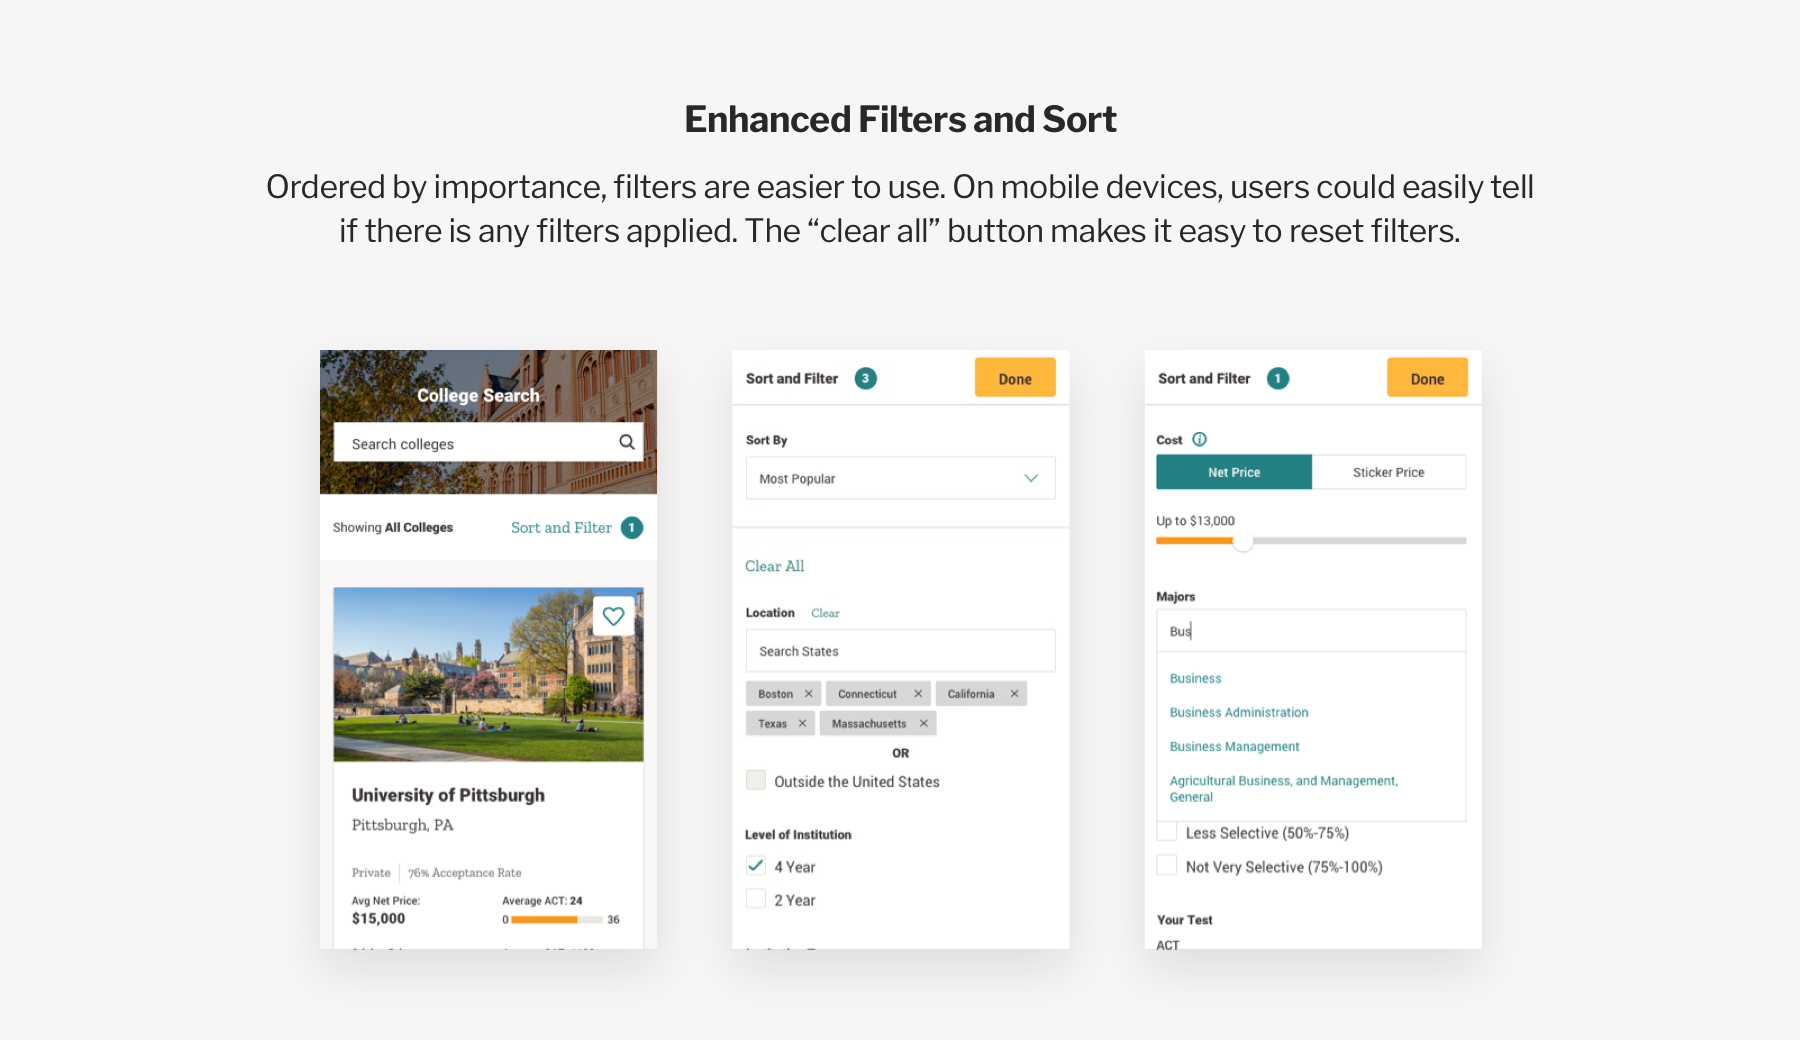 Enhanced Filters and Sort
Ordered by importance, filters are easier to use. On mobile devices, users could easily tell
if there is any filters applied. The “clear all” button makes it easy to reset filters.
College Search
Search colleges
Showing All Colleges
Sort and Filter 1
University of Pittsburgh
Pittsburgh, PA
Private
76% Acceptance Rate
Avg Net Price:
$15,000
Average ACT: 24
0 36
Sort and Filter 3
Done
Sort By
Most Popular
Clear All
Location Clear
Search States
Boston × Connecticut × California ×
Texas × Massachusetts ×
OR
Outside the United States
Level of Institution
4 Year
2 Year
Sort and Filter 1
Done
Cost
Net Price
Sticker Price
Up to $13,000
Majors
Bus
Business
Business Administration
Business Management
Agricultural Business, and Management,
General
Less Selective (50%-75%)
Not Very Selective (75%-100%)
Your Test
ACT